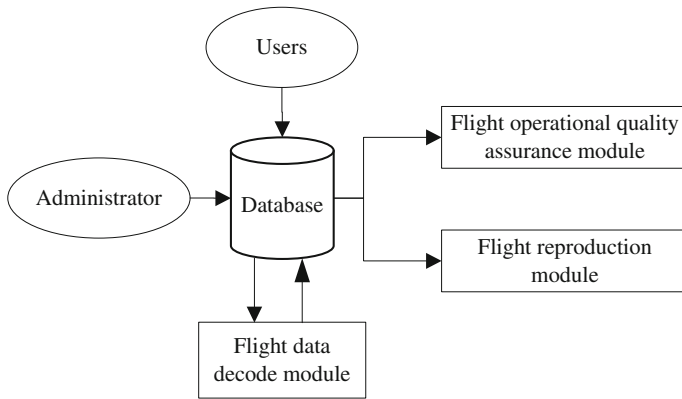 Users
Flight operational quality
assurance module
Administrator
Database
Flight reproduction
module
Flight data
decode module